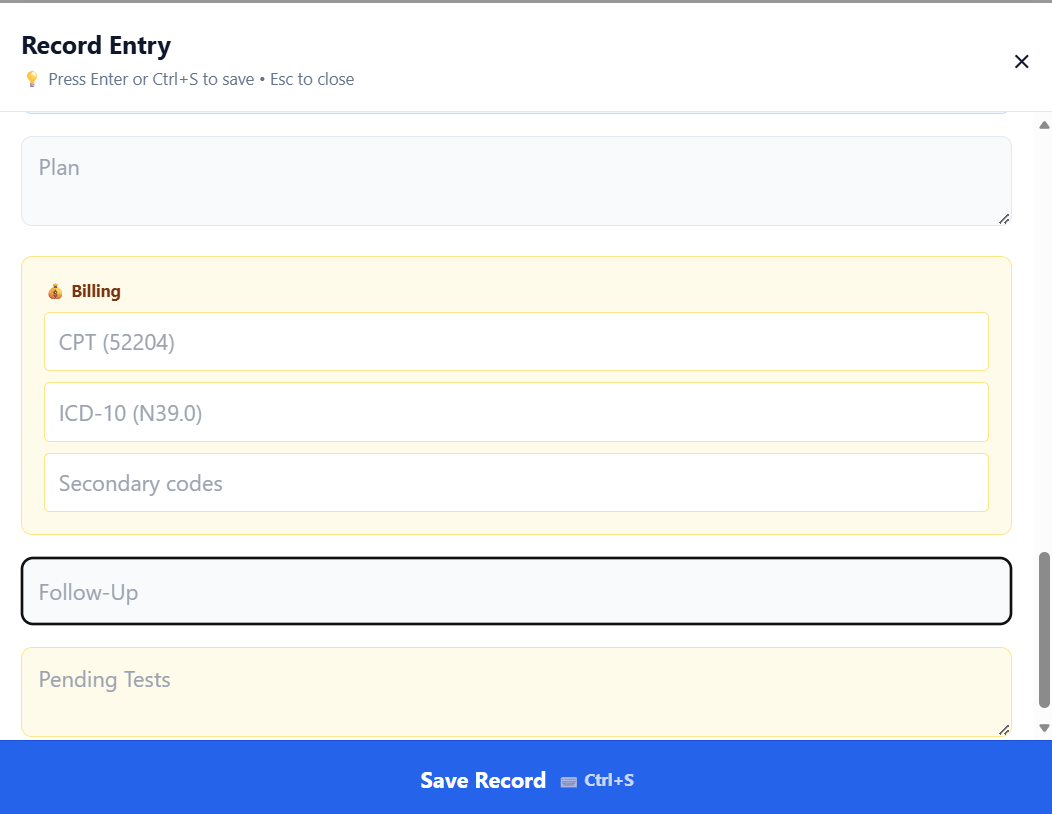 Record Entry
💡 Press Enter or Ctrl+S to save • Esc to close
Plan
💰 Billing
CPT (52204)
ICD-10 (N39.0)
Secondary codes
Follow-Up
Pending Tests
Save Record ⌨ Ctrl+S